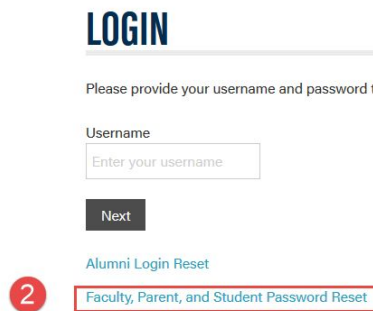 LOGIN
Please provide your username and password
Username
Enter your username
Next
Alumni Login Reset
2
Faculty, Parent, and Student Password Reset